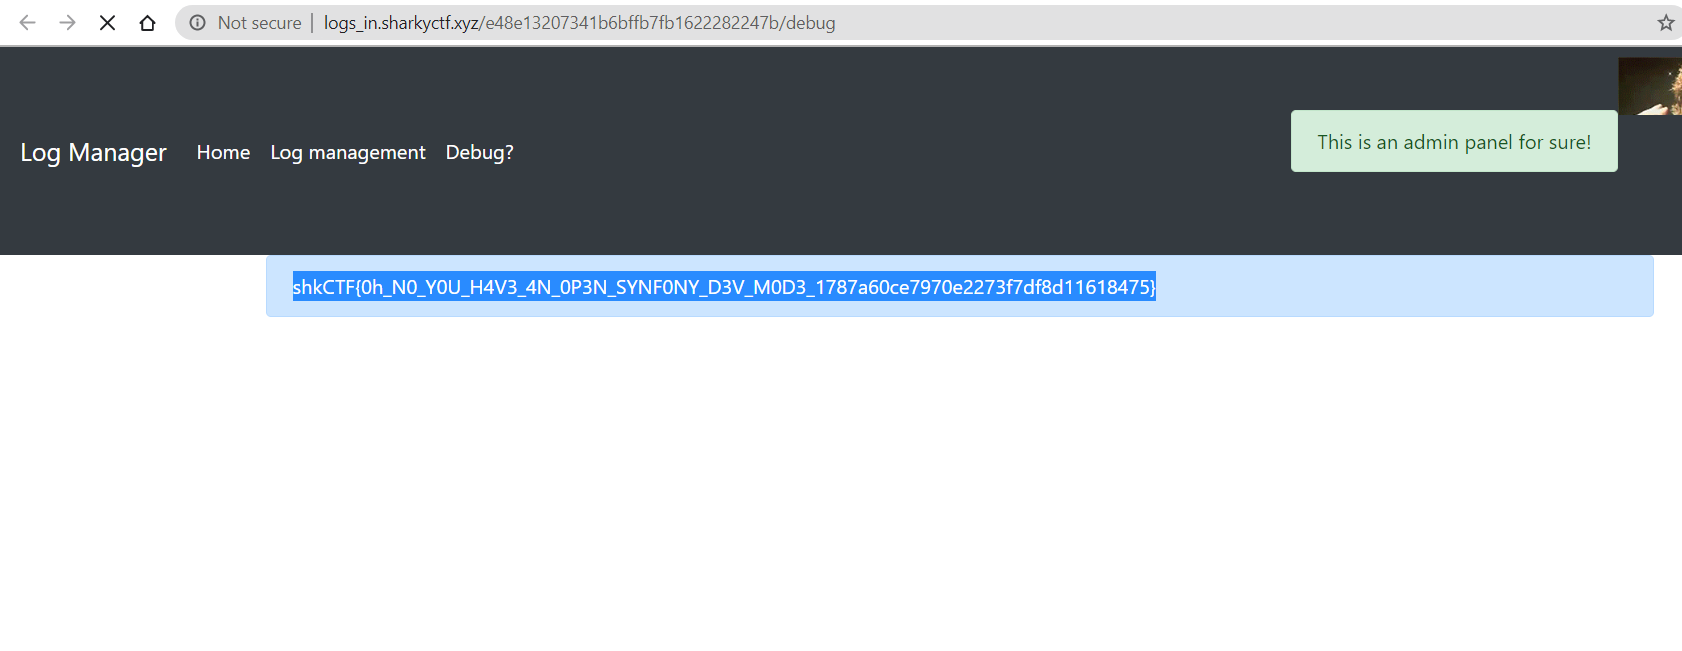 Not secure | logs_in.sharkyctf.xyz/e48e13207341b6bffb7fb1622282247b/debug
This is an admin panel for sure!
Log Manager Home Log management Debug?
shkCTF{0h_N0_Y0U_H4V3_4N_0P3N_SYNF0NY_D3V_M0D3_1787a60ce7970e2273f7df8d11618475}